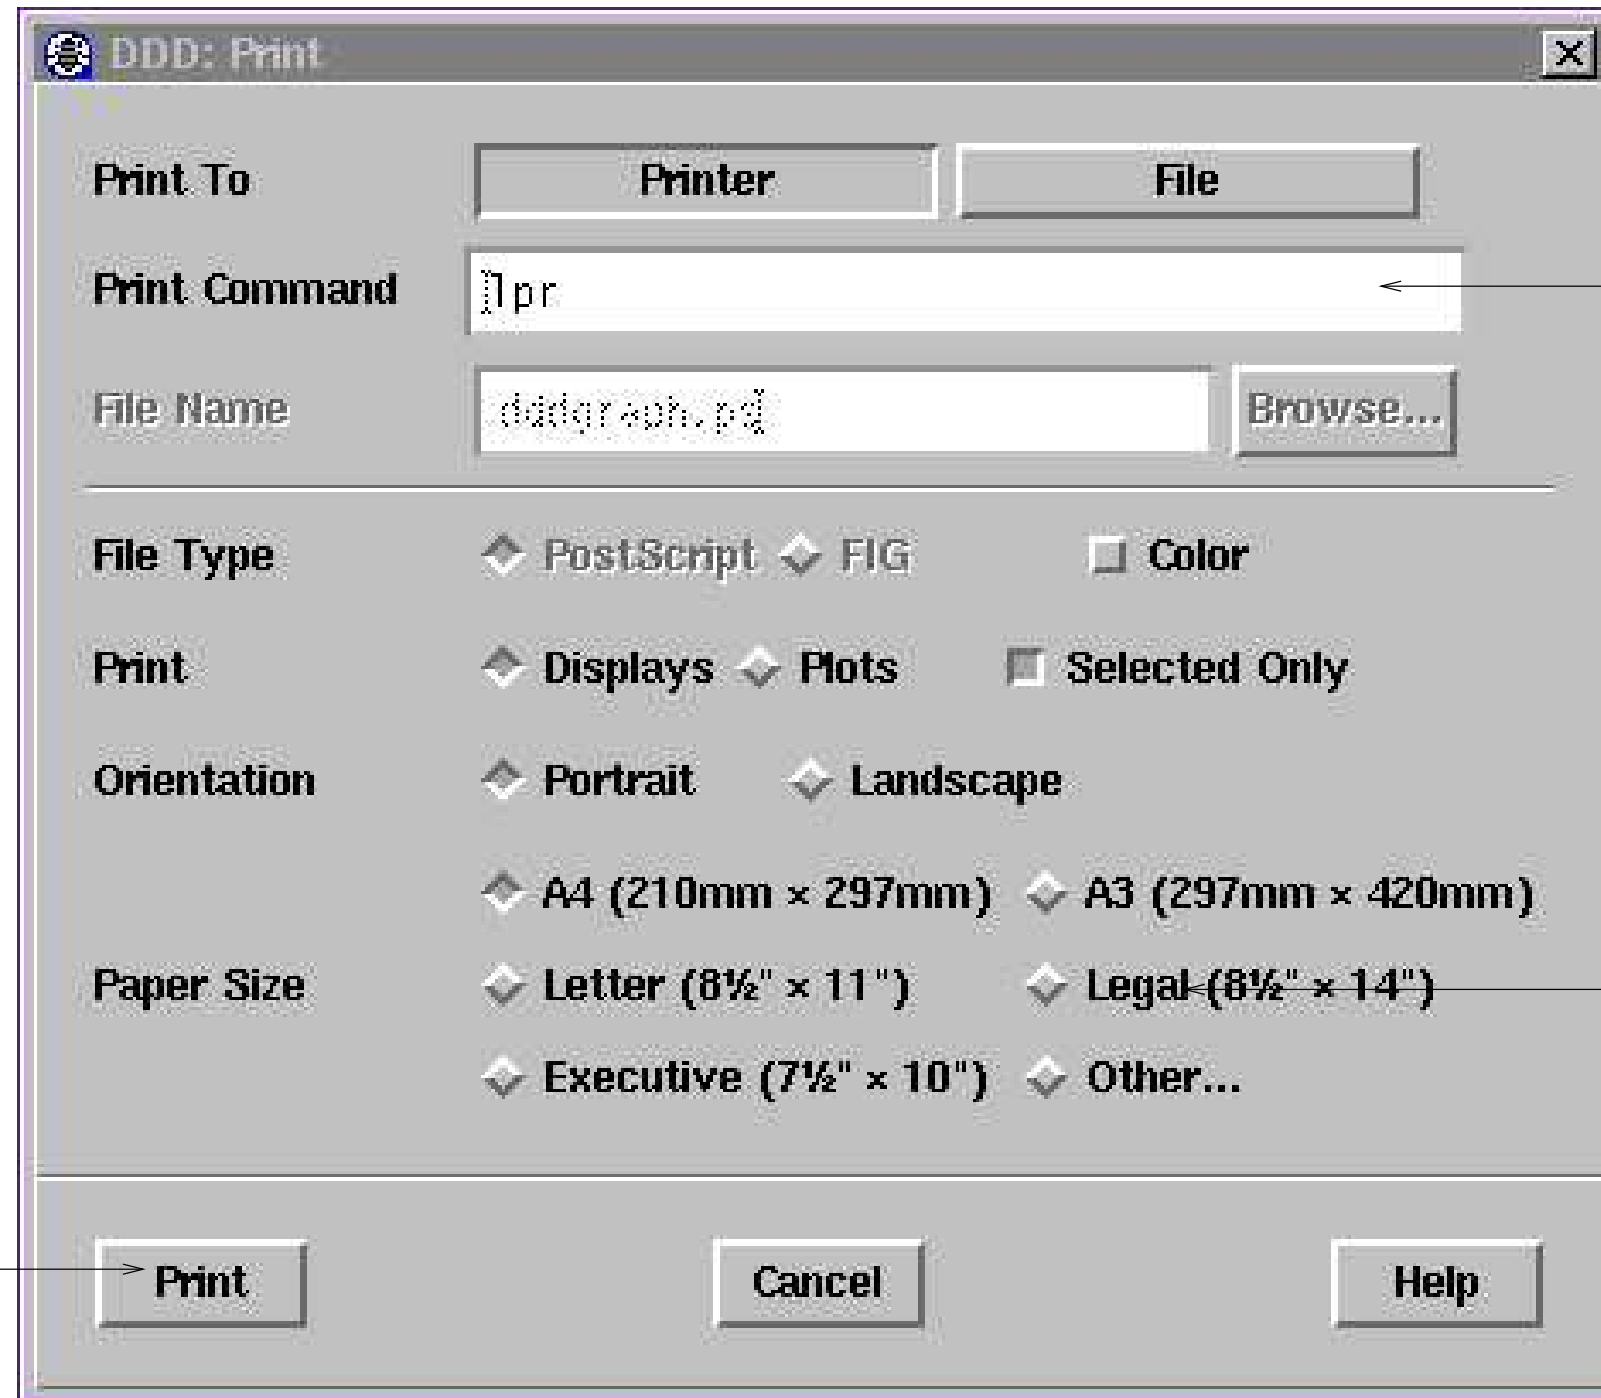 DDD: Print
Print To Printer File
Print Command lpr
File Name dddgraph.ps Browse...
File Type PostScript FIG Color
Print Displays Plots Selected Only
Orientation Portrait Landscape
A4 (210mm × 297mm) A3 (297mm × 420mm)
Paper Size Letter (8½" × 11") Legal (8½" × 14")
Executive (7½" × 10") Other...
Print Cancel Help